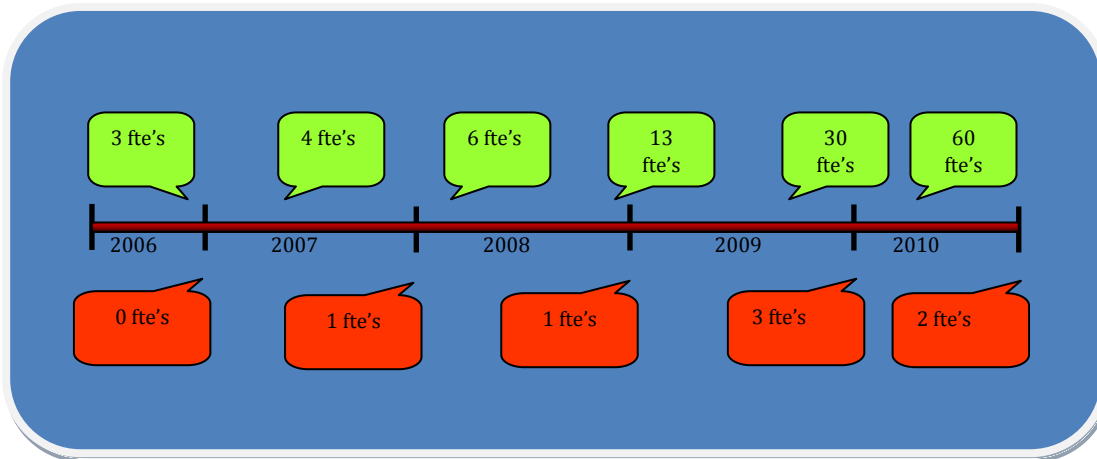 3 fte’s
4 fte’s
6 fte’s
13
fte’s
30
fte’s
60
fte’s
2006
2007
2008
2009
2010
0 fte’s
1 fte’s
1 fte’s
3 fte’s
2 fte’s